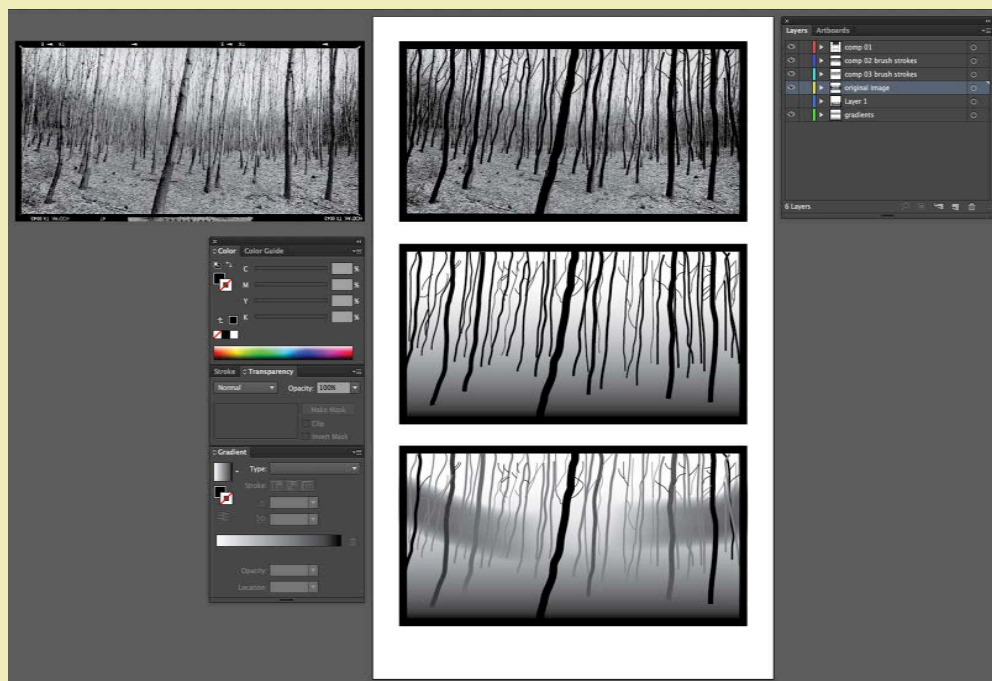 Layers Artboards
comp 01
comp 02 brush strokes
comp 03 brush strokes
original image
Layer 1
gradients
6 Layers
Color Color Guide
C %
M %
Y %
K %
Stroke Transparency
Normal Opacity: 100%
Make Mask
Clip
Invert Mask
Gradient
Type:
Stroke:
Opacity:
Location: